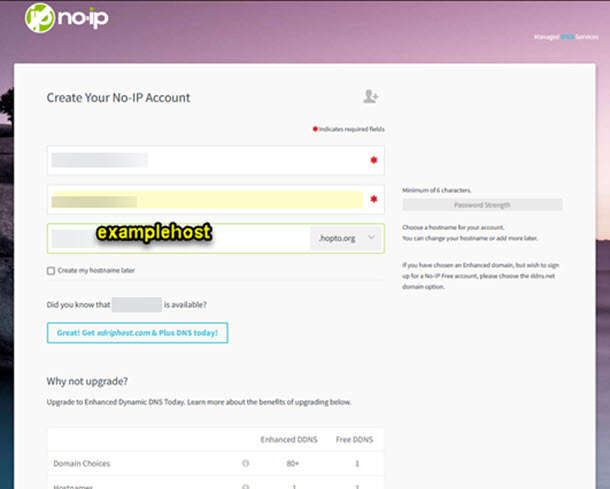 no-ip
Managed DNS Services
Create Your No-IP Account
*Indicates required fields
*
*
Minimum of 6 characters.
Password Strength
examplehost
.hopto.org
Choose a hostname for your account.
You can change your hostname or add more later.
Create my hostname later
If you have chosen an Enhanced domain, but wish to sign
up for a No-IP Free account, please choose the ddns.net
domain option.
Did you know that is available?
Great! Get xdriphost.com & Plus DNS today!
Why not upgrade?
Upgrade to Enhanced Dynamic DNS Today. Learn more about the benefits of upgrading below.
Enhanced DDNS Free DDNS
Domain Choices 80+ 1
Hostnames 1 1